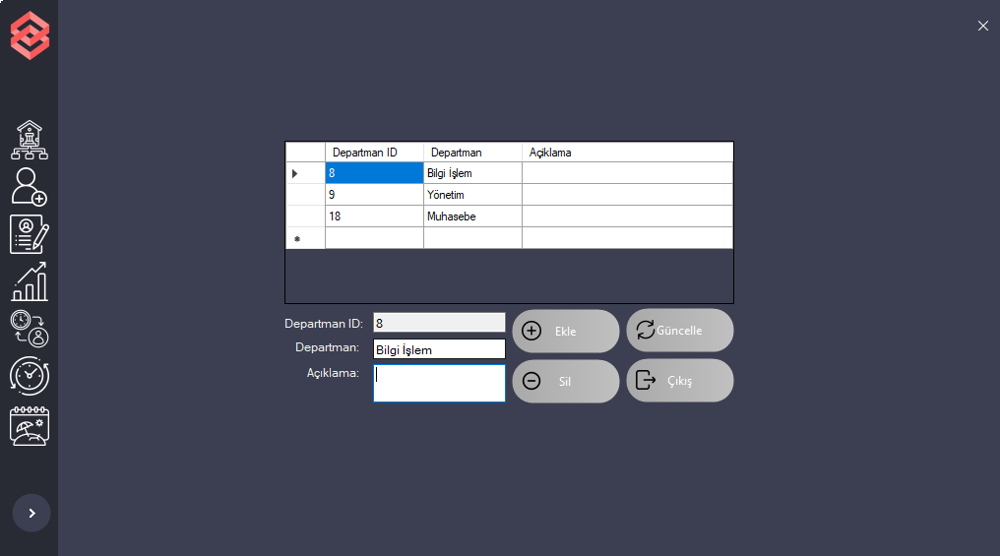 Departman ID Departman Açiklama
8 Bilgi İşlem
9 Yönetim
18 Muhasebe
Departman ID: 8
Departman: Bilgi İşlem
Açıklama:
Ekle Güncelle
Sil Çıkış